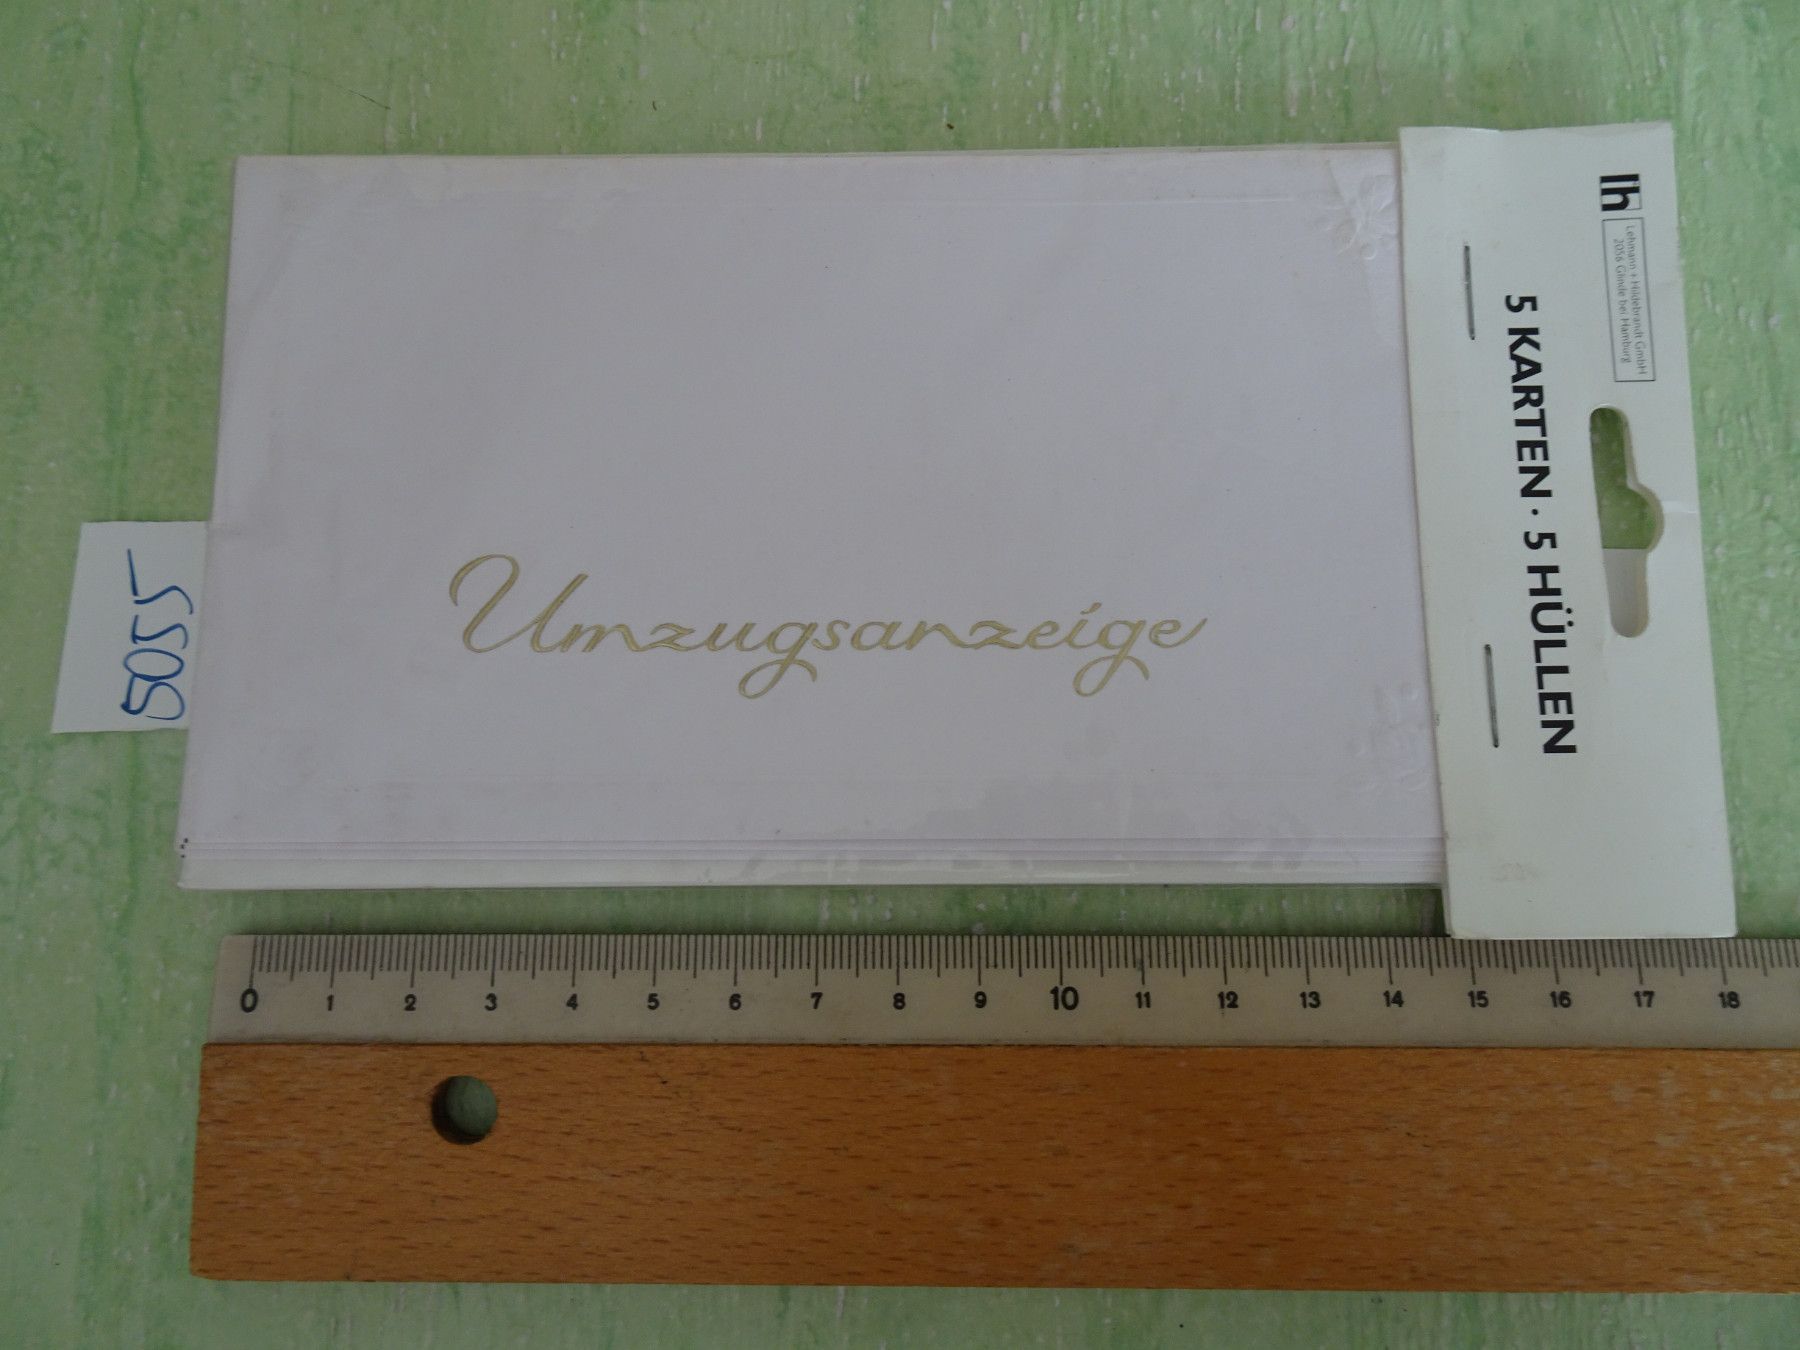 Umzugsanzeige
lh
Lehmann + Hildebrandt GmbH
2056 Glinde bei Hamburg
5 KARTEN · 5 HÜLLEN
5055
0 1 2 3 4 5 6 7 8 9 10 11 12 13 14 15 16 17 18